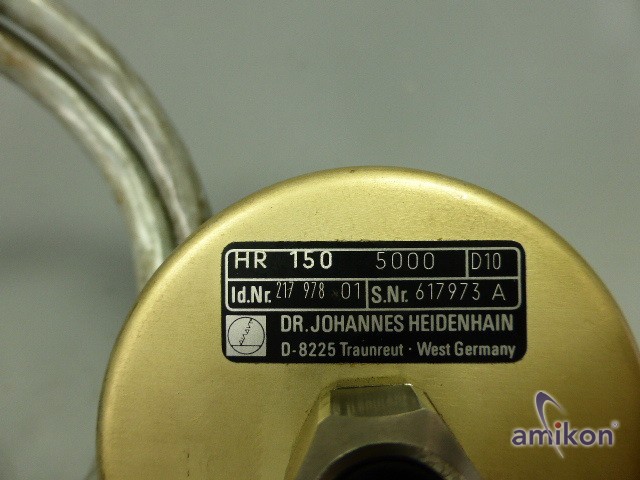 HR 150 5000 D10
Id.Nr. 217 978 01 S.Nr. 617973 A
DR. JOHANNES HEIDENHAIN
D-8225 Traunreut · West Germany
amikon